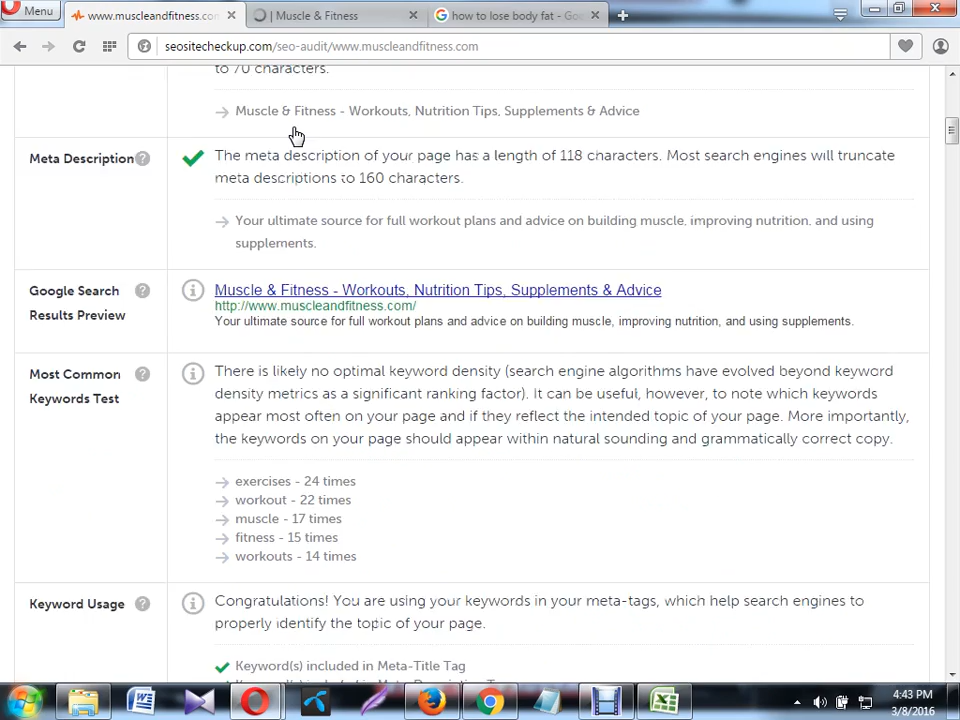 Menu
www.muscleandfitness.com
| Muscle & Fitness
how to lose body fat - Goo
seositecheckup.com/seo-audit/www.muscleandfitness.com
to 70 characters.
Muscle & Fitness - Workouts, Nutrition Tips, Supplements & Advice
Meta Description
The meta description of your page has a length of 118 characters. Most search engines will truncate
meta descriptions to 160 characters.
Your ultimate source for full workout plans and advice on building muscle, improving nutrition, and using
supplements.
Google Search
Results Preview
Muscle & Fitness - Workouts, Nutrition Tips, Supplements & Advice
http://www.muscleandfitness.com/
Your ultimate source for full workout plans and advice on building muscle, improving nutrition, and using supplements.
Most Common
Keywords Test
There is likely no optimal keyword density (search engine algorithms have evolved beyond keyword
density metrics as a significant ranking factor). It can be useful, however, to note which keywords
appear most often on your page and if they reflect the intended topic of your page. More importantly,
the keywords on your page should appear within natural sounding and grammatically correct copy.
exercises - 24 times
workout - 22 times
muscle - 17 times
fitness - 15 times
workouts - 14 times
Keyword Usage
Congratulations! You are using your keywords in your meta-tags, which help search engines to
properly identify the topic of your page.
Keyword(s) included in Meta-Title Tag
4:43 PM
3/8/2016